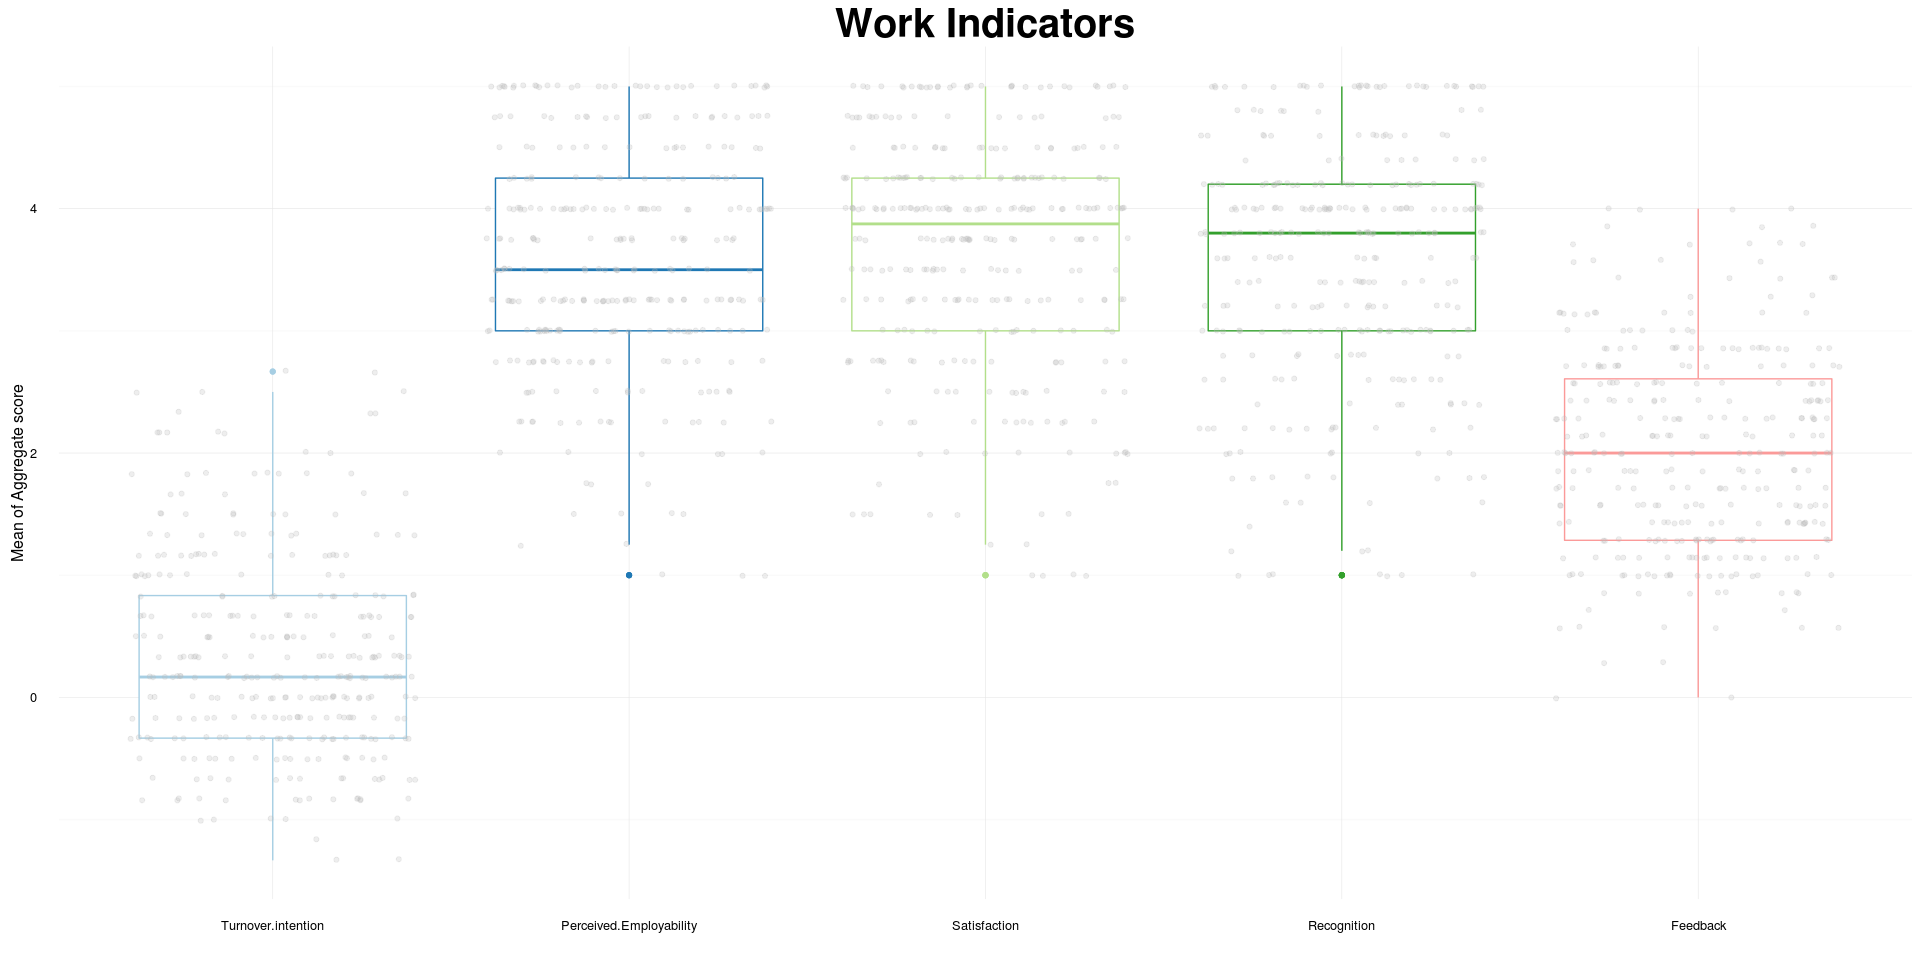 Work Indicators
Mean of Aggregate score
4
2
0
Turnover.intention
Perceived.Employability
Satisfaction
Recognition
Feedback